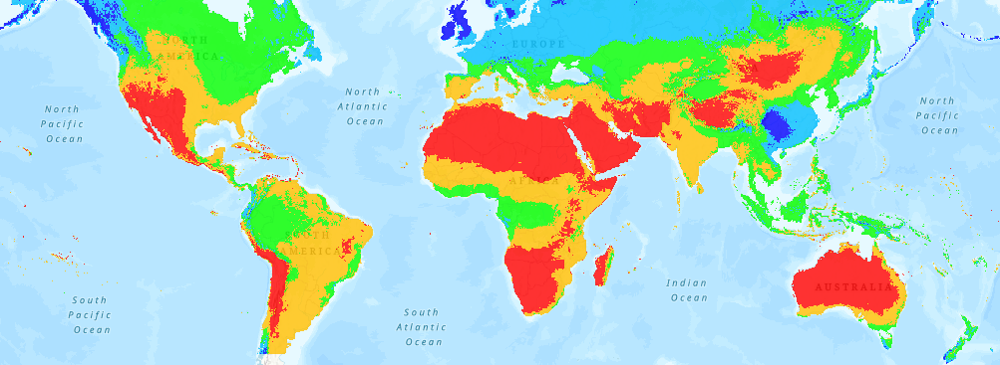 NORTH
AMERICA
EUROPE
North
Pacific
Ocean
North
Atlantic
Ocean
North
Pacific
Ocean
AFRICA
SOUTH
AMERICA
AUSTRALIA
Indian
Ocean
South
Pacific
Ocean
South
Atlantic
Ocean